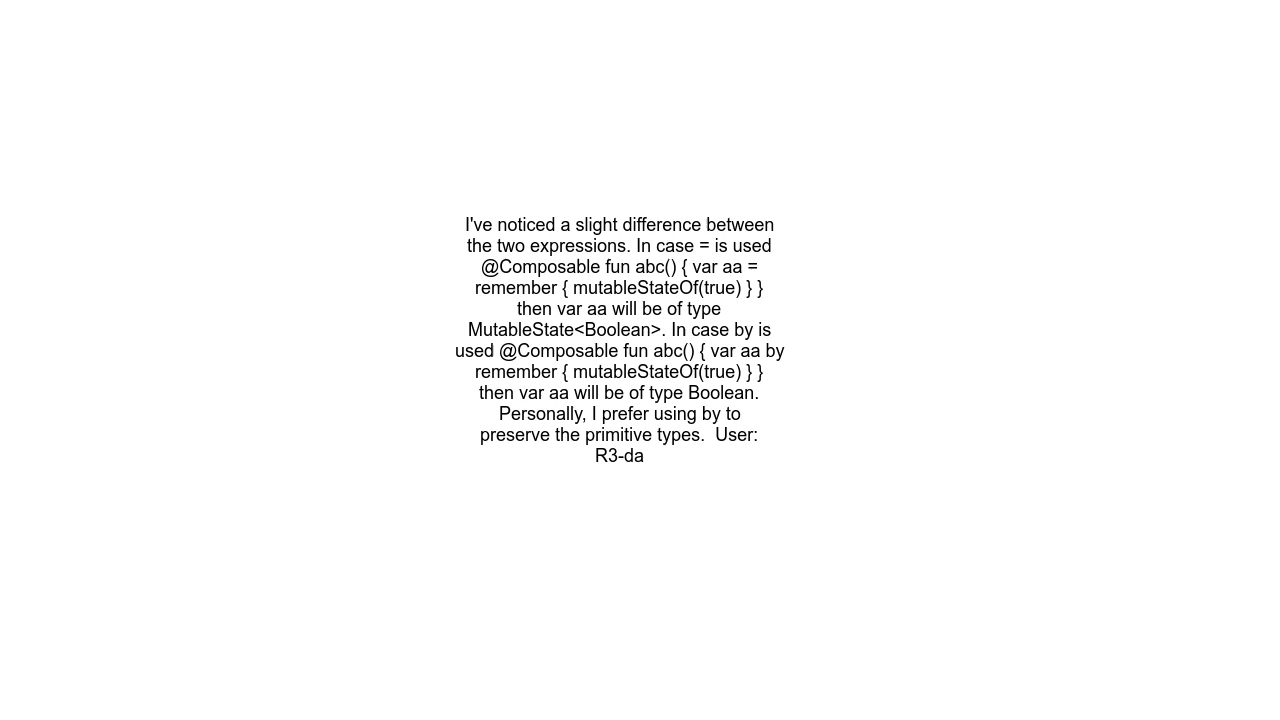 I've noticed a slight difference between
the two expressions. In case = is used
@Composable fun abc() { var aa =
remember { mutableStateOf(true) } }
then var aa will be of type
MutableState<Boolean>. In case by is
used @Composable fun abc() { var aa by
remember { mutableStateOf(true) } }
then var aa will be of type Boolean.
Personally, I prefer using by to
preserve the primitive types.  User:
R3-da